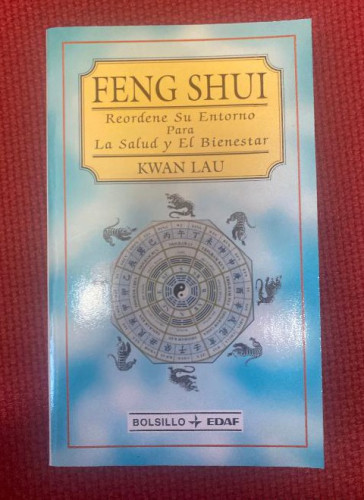 FENG SHUI
Reordene Su Entorno
Para
La Salud y El Bienestar
KWAN LAU
BOLSILLO EDAF